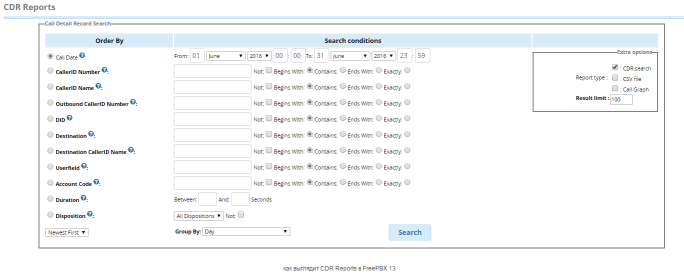 CDR Reports
Call Detail Record Search
Order By Search conditions
Call Date ?: From: 01 June 2016 00 : 00 To: 31 June 2016 23 : 59
Extra options
CallerID Number ?: Not: Begins With: Contains: Ends With: Exactly:
CallerID Name ?: Not: Begins With: Contains: Ends With: Exactly:
Outbound CallerID Number ?: Not: Begins With: Contains: Ends With: Exactly:
DID ?: Not: Begins With: Contains: Ends With: Exactly:
Destination ?: Not: Begins With: Contains: Ends With: Exactly:
Destination CallerID Name ?: Not: Begins With: Contains: Ends With: Exactly:
Userfield ?: Not: Begins With: Contains: Ends With: Exactly:
Account Code ?: Not: Begins With: Contains: Ends With: Exactly:
Duration ?: Between: And: Seconds
Disposition ?: All Dispositions Not:
Report type : : CDR search
: CSV file
: Call Graph
Result limit : 100
Newest First Group By: Day Search
как выглядит CDR Reports в FreePBX 13